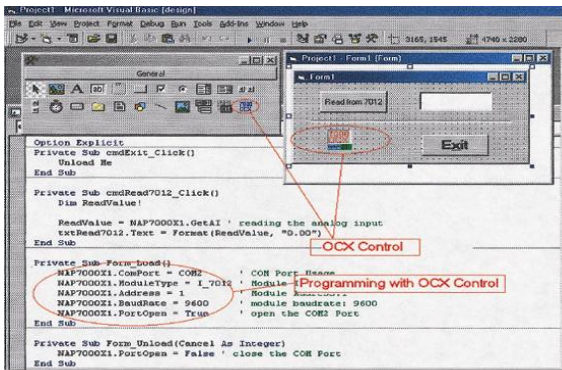 Project1 - Microsoft Visual Basic [design]
File Edit View Project Format Debug Run Tools Add-Ins Window Help
3165, 1545
4740 x 2280
General
Project1 - Form1 (Form)
Form1
Read from 7012
Exit
Option Explicit
Private Sub cmdExit_Click()
Unload Me
End Sub
Private Sub cmdRead7012_Click()
Dim ReadValue!
ReadValue = NAP7000X1.GetAI ' reading the analog input
txtRead7012.Text = Format(ReadValue, "0.00")
End Sub
OCX Control
Private Sub Form_Load()
NAP7000X1.ComPort = COM2 ' COM Port Usage
NAP7000X1.ModuleType = I_7012 ' Module
NAP7000X1.Address = 1 ' Module
Programming with OCX Control
NAP7000X1.BaudRate = 9600 ' module baudrate: 9600
NAP7000X1.PortOpen = True ' open the COM2 Port
End Sub
Private Sub Form_Unload(Cancel As Integer)
NAP7000X1.PortOpen = False ' close the COM Port
End Sub